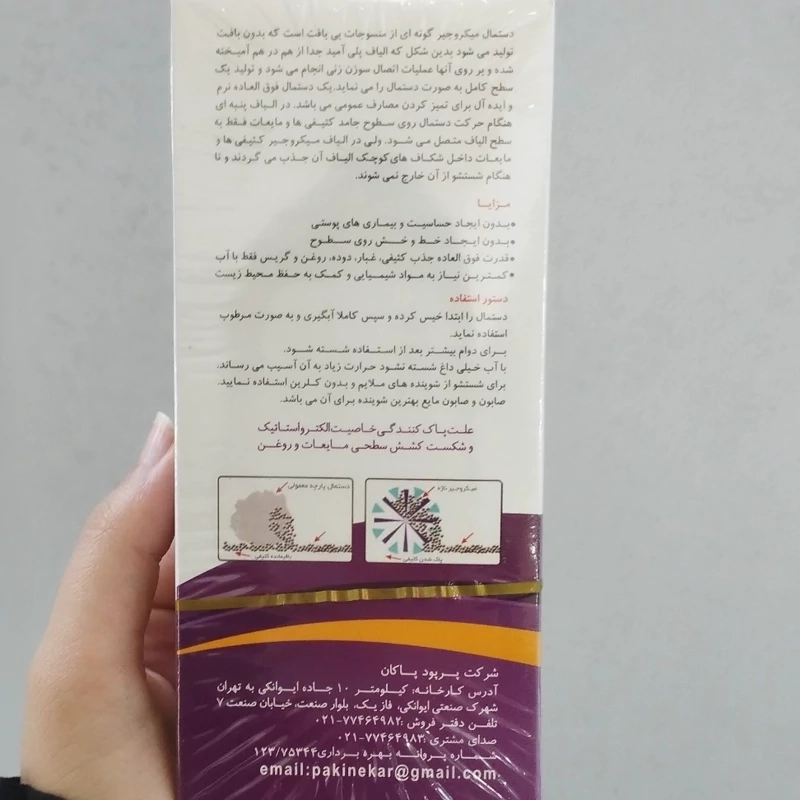 دستمال میکروجیر گونه ای از منسوجات بی بافت است که بدون بافت
تولید می شود بدین شکل که الیاف پلی آمید جدا از هم در هم آمیخته
شده و بر روی آنها عملیات اتصال سوزن زنی انجام می شود و تولید یک
سطح کامل به صورت دستمال را می نماید. یک دستمال فوق العاده نرم
و ایده آل برای تمیز کردن مصارف عمومی می باشد. در الیاف پنبه ای
هنگام حرکت دستمال روی سطوح جامد کثیفی ها و مایعات فقط به
سطح الیاف متصل می شود. ولی در الیاف میکروجیر کثیفی ها و
مایعات داخل شکاف های کوچک الیاف آن جذب می گردند و تا
هنگام شستشو از آن خارج نمی شوند.
مزایا
•بدون ایجاد حساسیت و بیماری های پوستی
•بدون ایجاد خط و خش روی سطوح
•قدرت فوق العاده جذب کثیفی، غبار، دوده، روغن و گریس فقط با آب
•کمترین نیاز به مواد شیمیایی و کمک به حفظ محیط زیست
دستور استفاده
دستمال را ابتدا خیس کرده و سپس کاملا آبگیری و به صورت مرطوب
استفاده نماید.
برای دوام بیشتر بعد از استفاده شسته شود.
با آب خیلی داغ شسته نشود حرارت زیاد به آن آسیب می رساند.
برای شستشو از شوینده های ملایم و بدون کلرین استفاده نمایید.
صابون و صابون مایع بهترین شوینده برای آن می باشد.
علت پاک کنندگی خاصیت الکترواستاتیک
و شکست کشش سطحی مایعات و روغن
میکروجیر تاژه
پاک شدن کثیفی
دستمال پارچه معمولی
باقیمانده کثیفی
شرکت پرپود پاکان
آدرس کارخانه: کیلومتر ۱۰ جاده ایوانکی به تهران
شهرک صنعتی ایوانکی، فاز یک، بلوار صنعت، خیابان صنعت ۷
تلفن دفتر فروش: ۷۷۴۶۴۹۸۲-۰۲۱
صدای مشتری: ۷۷۴۶۴۹۸۳-۰۲۱
شماره پروانه بهره برداری ۱۲۳/۷۵۳۴۴
email:pakinekar@gmail.com